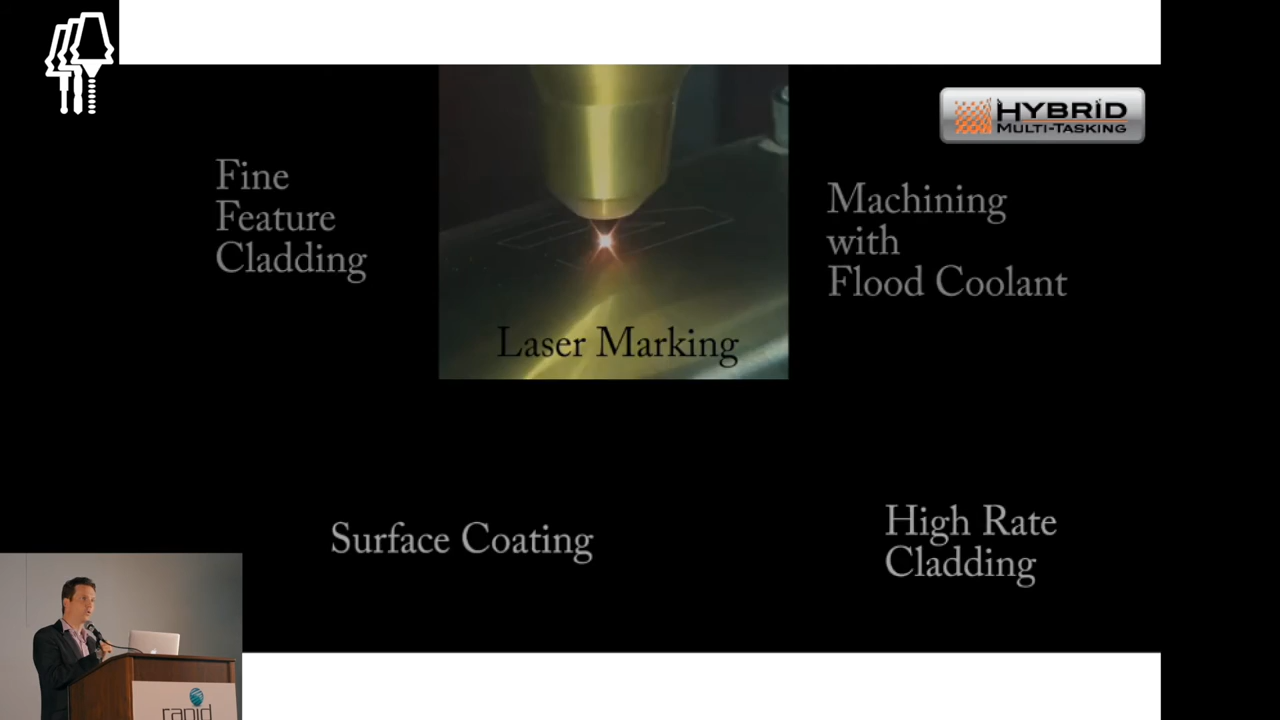 HYBRID
MULTI-TASKING
Fine
Feature
Cladding
Machining
with
Flood Coolant
Laser Marking
Surface Coating
High Rate
Cladding
rapid